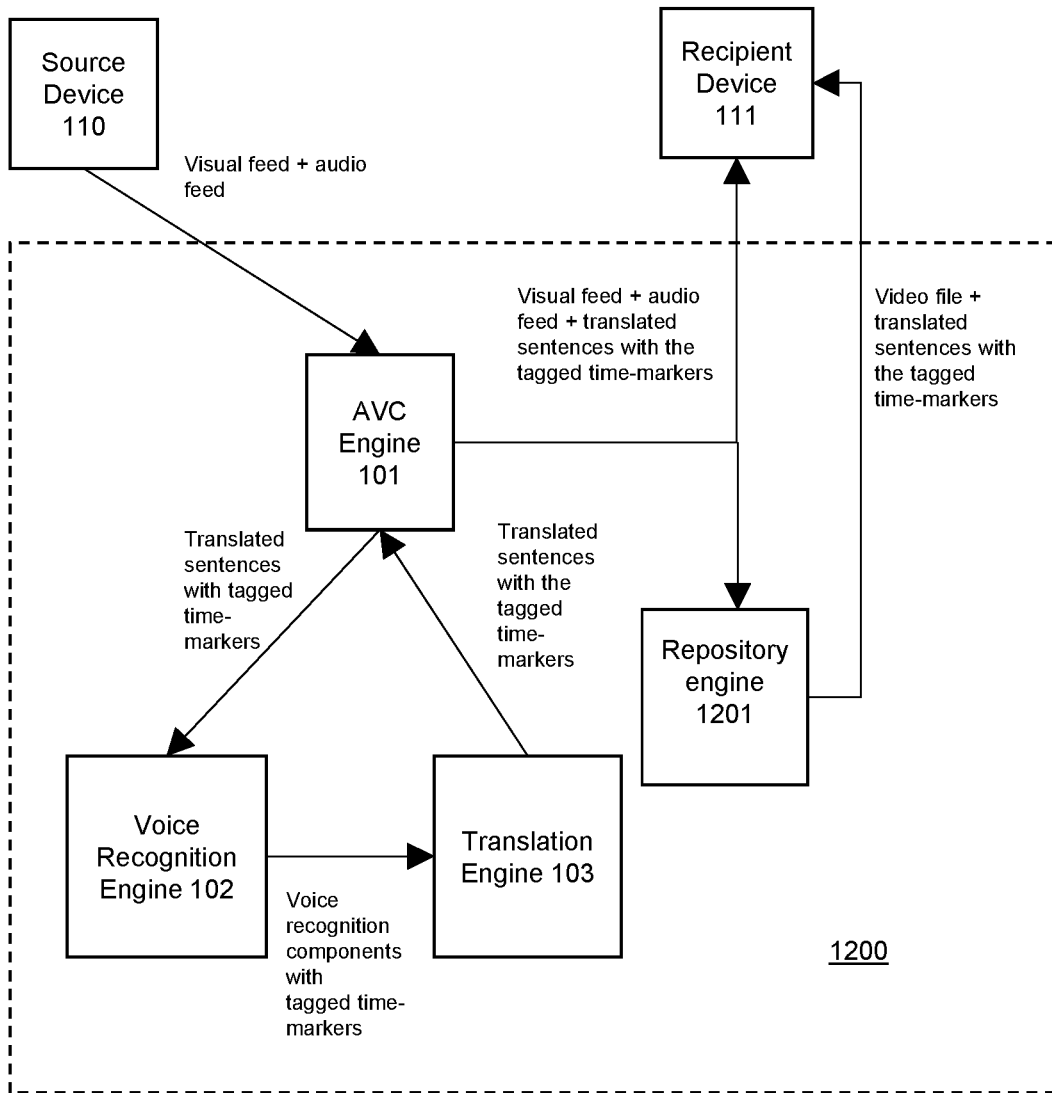 Source
Device
110
Recipient
Device
111
Visual feed + audio
feed
Visual feed + audio
feed + translated
sentences with the
tagged time-markers
Video file +
translated
sentences with
the tagged
time-markers
AVC
Engine
101
Translated
sentences
with tagged
time-
markers
Translated
sentences
with the
tagged
time-
markers
Repository
engine
1201
Voice
Recognition
Engine 102
Translation
Engine 103
Voice
recognition
components
with
tagged time-
markers
1200